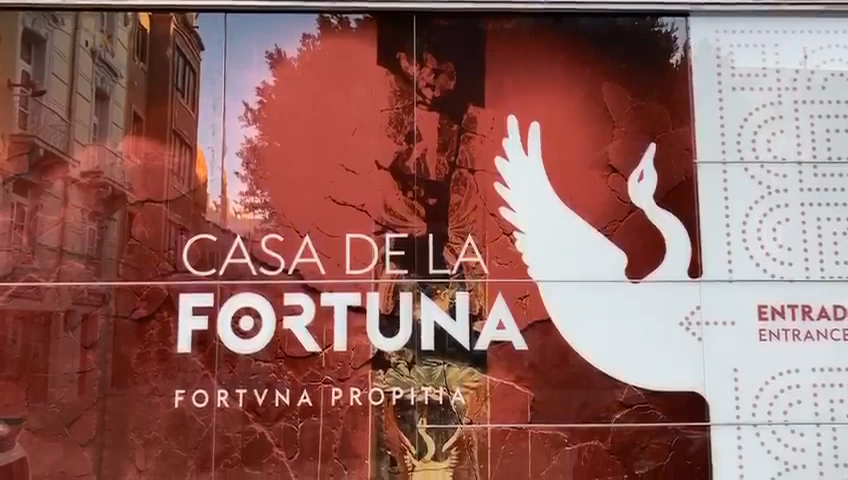 CASA DE LA
FORTUNA
FORTVNA PROPITIA
ENTRAD
ENTRANCE